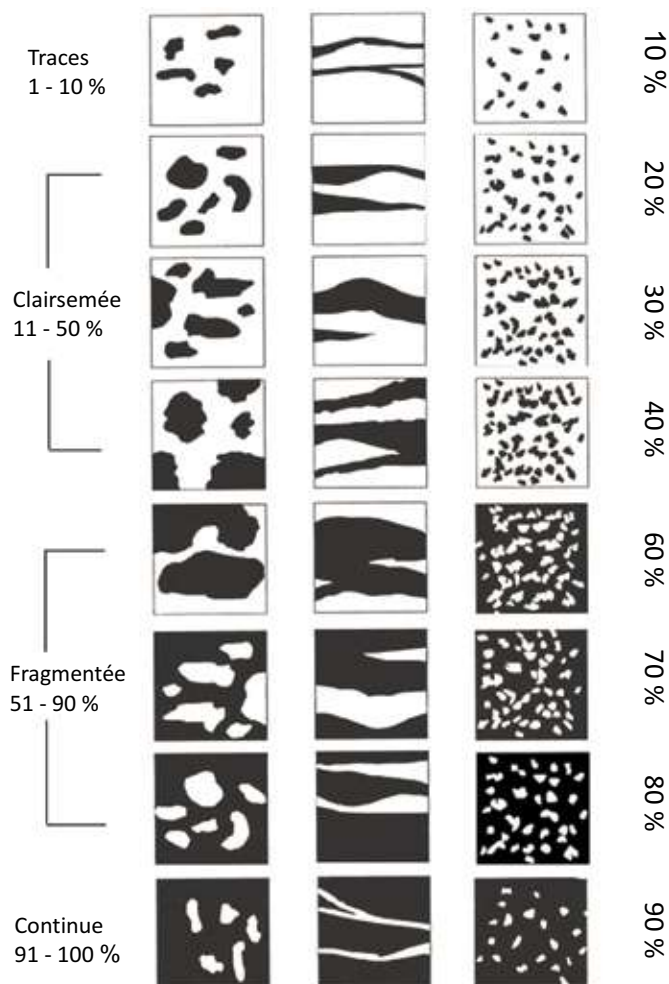 Traces
1 - 10 %
10 %
20 %
Clairsemée
11 - 50 %
30 %
40 %
60 %
Fragmentée
51 - 90 %
70 %
80 %
Continue
91 - 100 %
90 %